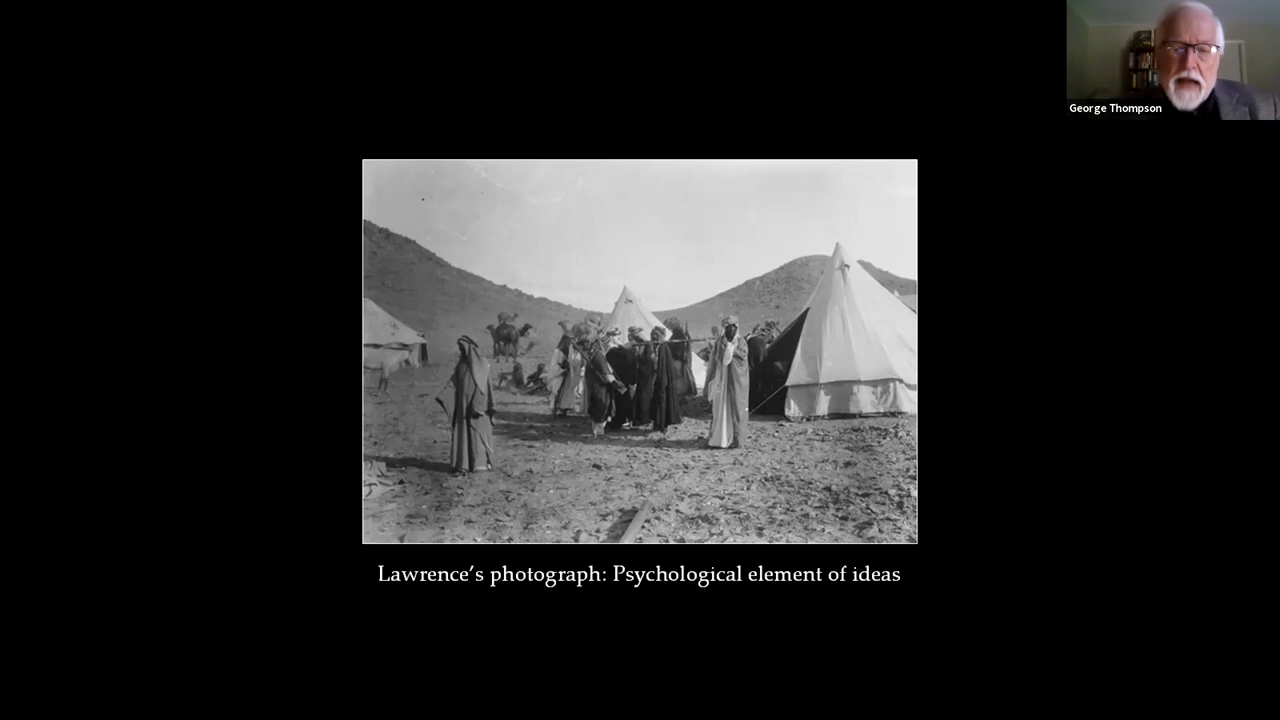 George Thompson
Lawrence’s photograph: Psychological element of ideas